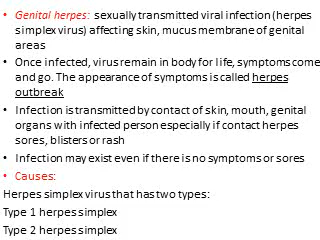 • Genital herpes: sexually transmitted viral infection (herpes
simplex virus) affecting skin, mucus membrane of genital
areas
• Once infected, virus remain in body for life, symptoms come
and go. The appearance of symptoms is called herpes
outbreak
• Infection is transmitted by contact of skin, mouth, genital
organs with infected person especially if contact herpes
sores, blisters or rash
• Infection may exist even if there is no symptoms or sores
• Causes:
Herpes simplex virus that has two types:
Type 1 herpes simplex
Type 2 herpes simplex